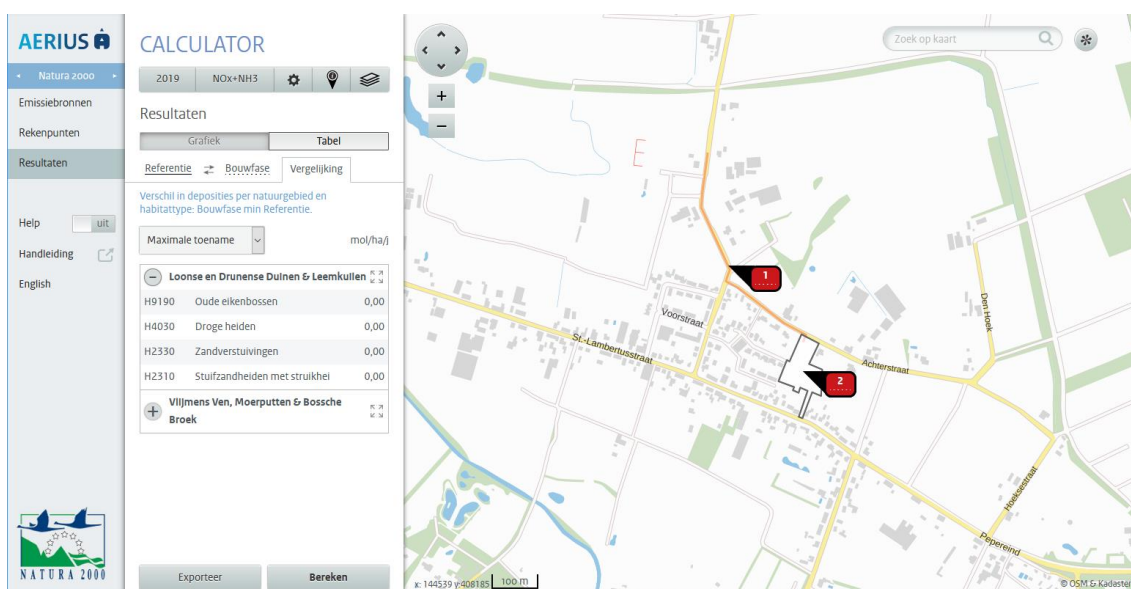 AERIUS
Natura 2000
Emissiebronnen
Rekenpunten
Resultaten
Help
uit
Handleiding
English
NATURA 2000
CALCULATOR
2019
NOx+NH3
Resultaten
Grafiek
Tabel
Referentie
Bouwfase
Vergelijking
Verschil in deposities per natuurgebied en
habitattype: Bouwfase min Referentie.
Maximale toename
mol/ha/j
Loonse en Drunense Duinen & Leemkuilen
H9190 Oude eikenbossen 0,00
H4030 Droge heiden 0,00
H2330 Zandverstuivingen 0,00
H2310 Stuifzandheiden met struikhei 0,00
Vlijmens Ven, Moerputten & Bossche
Broek
Exporteer
Bereken
Zoek op kaart
E
1
Voorstraat
St.-Lambertusstraat
Den Hoek
Achterstraat
2
Hoeksestraat
Pepereind
x: 144539 y:408185
100 m
© OSM & Kadaster